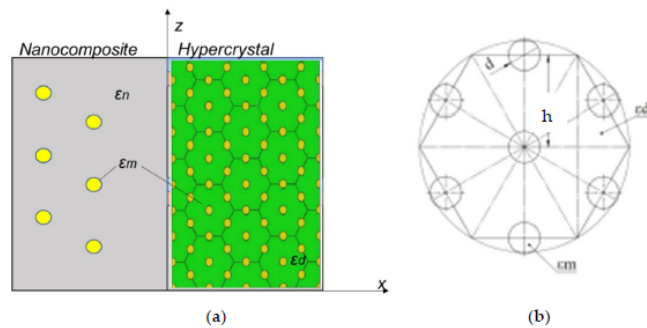 z
Nanocomposite Hypercrystal
εn
εm
εd
x
(a)
d
h
εd
εm
(b)